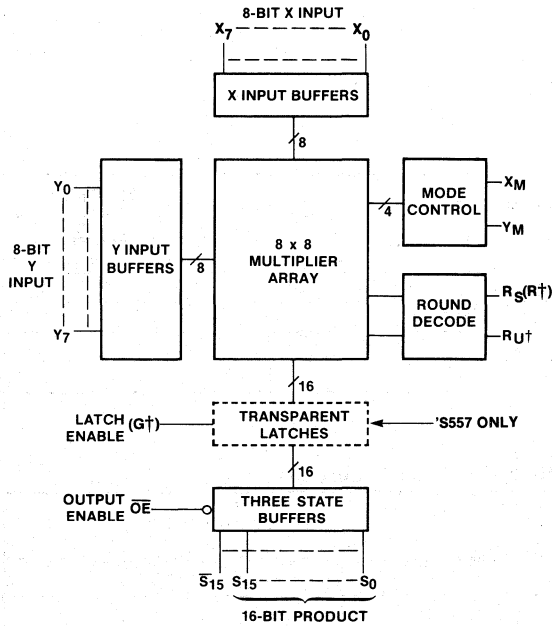 8-BIT X INPUT
X7 X0
X INPUT BUFFERS
8
Y0
8-BIT
Y
INPUT
Y7
Y INPUT
BUFFERS
8
8 x 8
MULTIPLIER
ARRAY
4
MODE
CONTROL
XM
YM
ROUND
DECODE
RS(R†)
RU†
16
LATCH
ENABLE (G†)
TRANSPARENT
LATCHES
'S557 ONLY
16
OUTPUT
ENABLE O̅E̅
THREE STATE
BUFFERS
S̅15 S15 S0
16-BIT PRODUCT